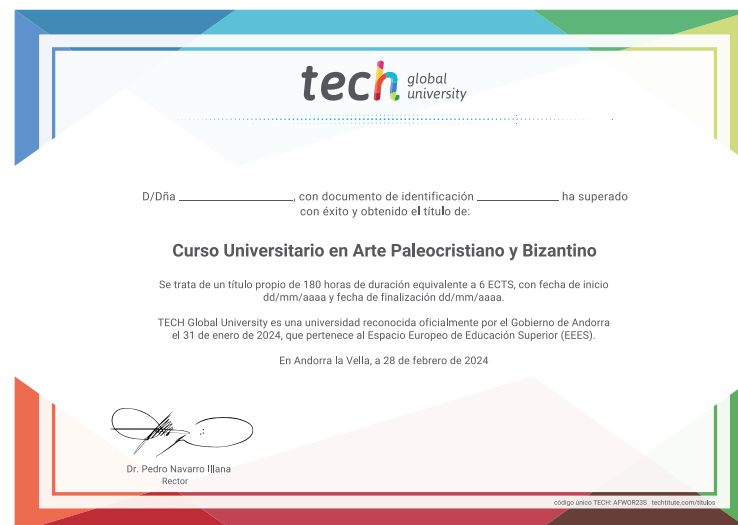 tech global university
D/Dña ____________________, con documento de identificación ______________ ha superado
con éxito y obtenido el título de:
Curso Universitario en Arte Paleocristiano y Bizantino
Se trata de un título propio de 180 horas de duración equivalente a 6 ECTS, con fecha de inicio
dd/mm/aaaa y fecha de finalización dd/mm/aaaa.
TECH Global University es una universidad reconocida oficialmente por el Gobierno de Andorra
el 31 de enero de 2024, que pertenece al Espacio Europeo de Educación Superior (EEES).
En Andorra la Vella, a 28 de febrero de 2024
Dr. Pedro Navarro Illana
Rector
código único TECH: AFWOR23S techtitute.com/titulos